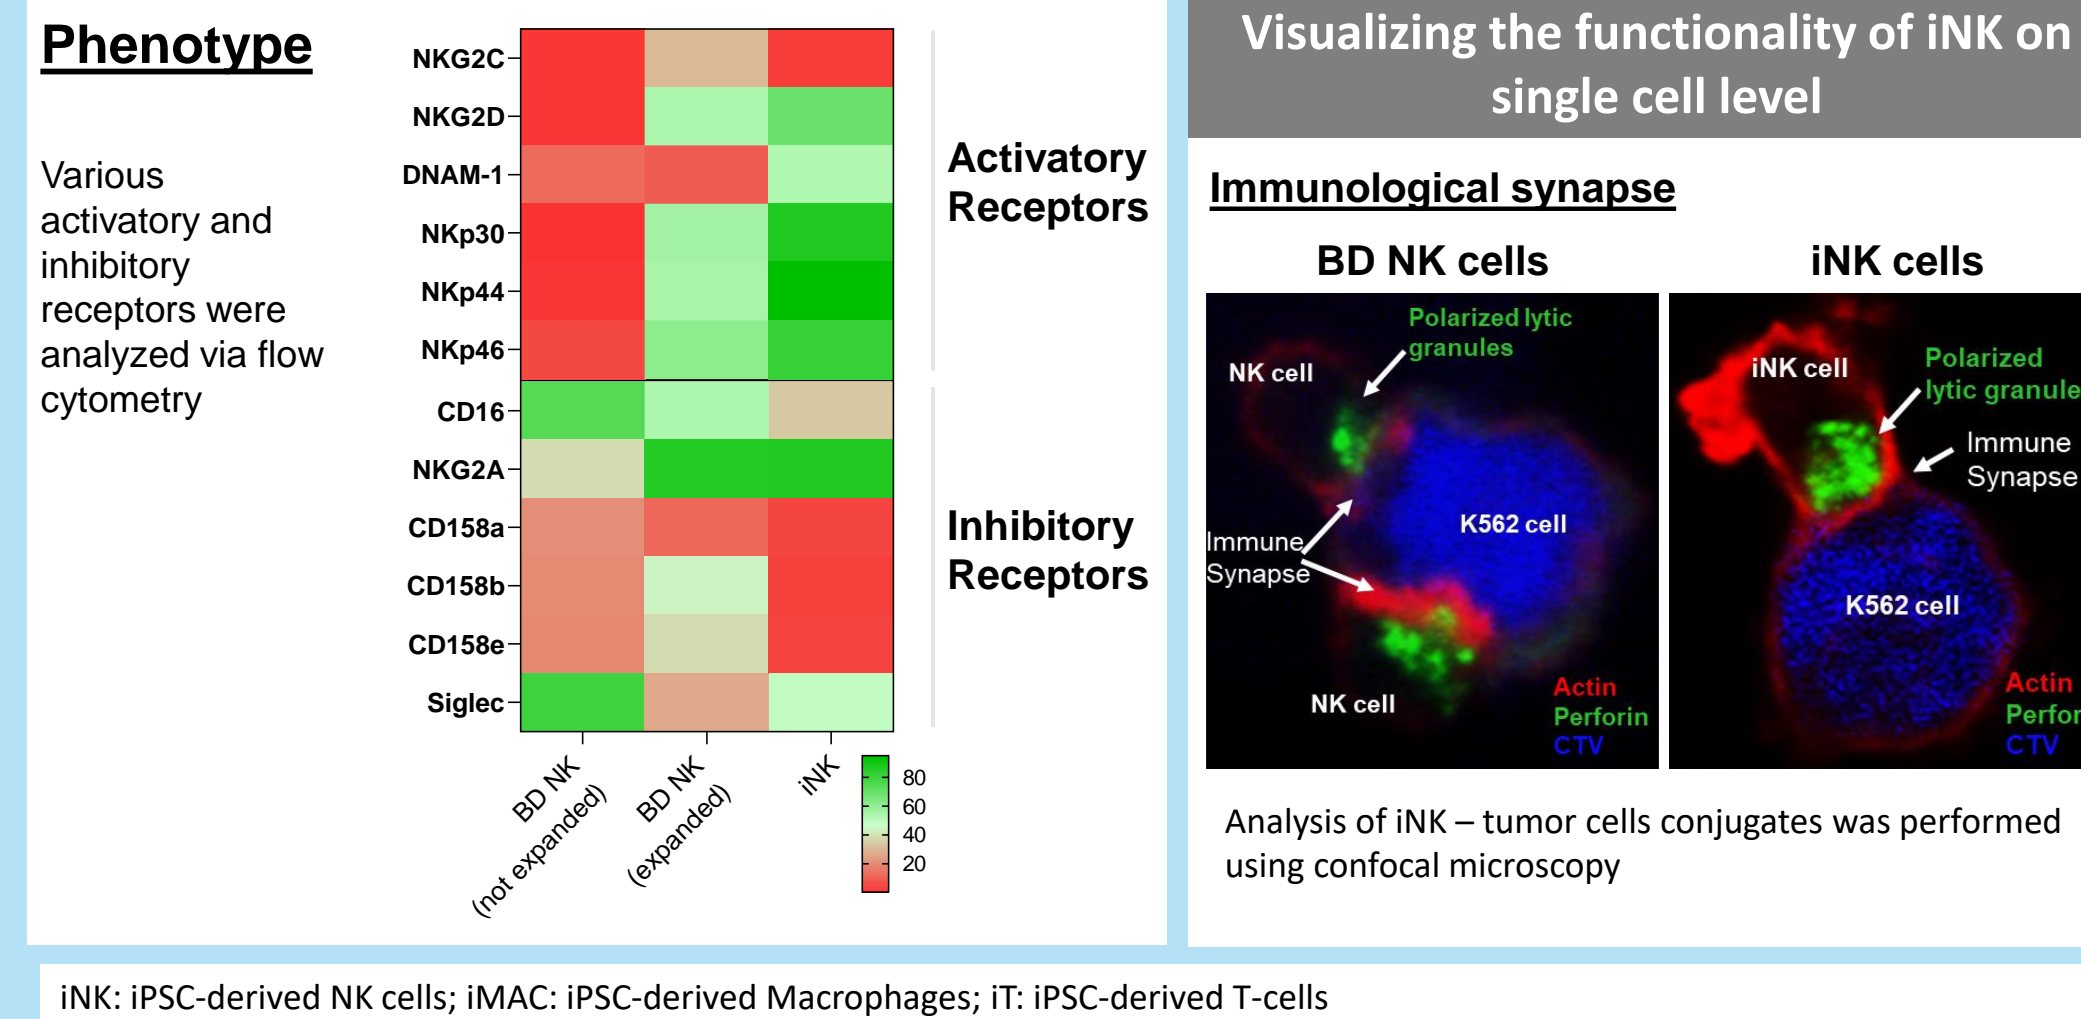 Phenotype
Various
activatory and
inhibitory
receptors were
analyzed via flow
cytometry
NKG2C
NKG2D
DNAM-1
NKp30
NKp44
NKp46
CD16
NKG2A
CD158a
CD158b
CD158e
Siglec
Activatory
Receptors
Inhibitory
Receptors
BD NK
(not expanded)
BD NK
(expanded)
iNK
80
60
40
20
Visualizing the functionality of iNK on
single cell level
Immunological synapse
BD NK cells
Polarized lytic
granules
NK cell
K562 cell
Immune
Synapse
NK cell
Actin
Perforin
CTV
iNK cells
iNK cell
Polarized
lytic granule
Immune
Synapse
K562 cell
Actin
Perfor
CTV
Analysis of iNK – tumor cells conjugates was performed
using confocal microscopy
iNK: iPSC-derived NK cells; iMAC: iPSC-derived Macrophages; iT: iPSC-derived T-cells